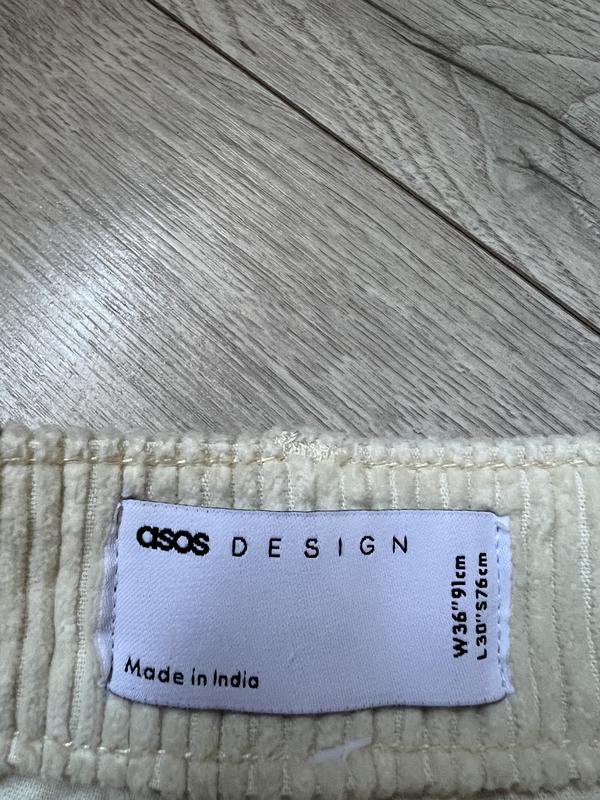 asos DESIGN
W36"91cm
L30"S76cm
Made in India